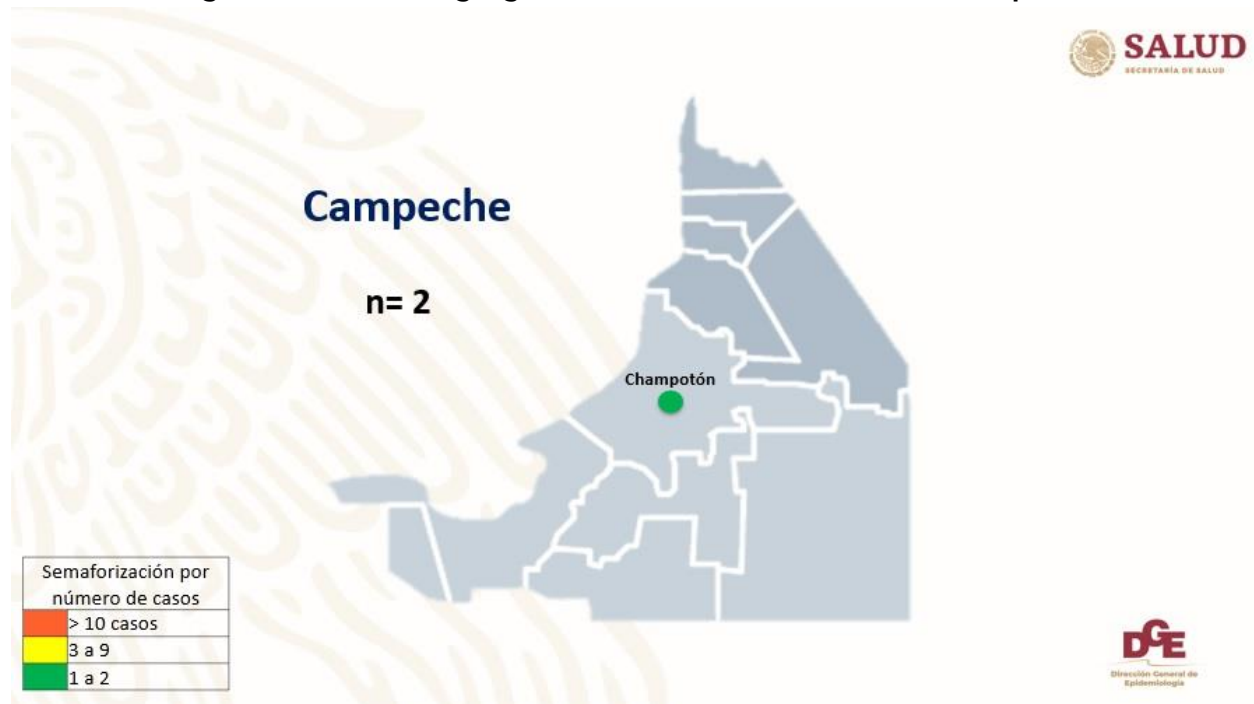 SALUD
SECRETARÍA DE SALUD
Campeche
n= 2
Champotón
Semaforización por
número de casos
> 10 casos
3 a 9
1 a 2
DGE
Dirección General de
Epidemiología